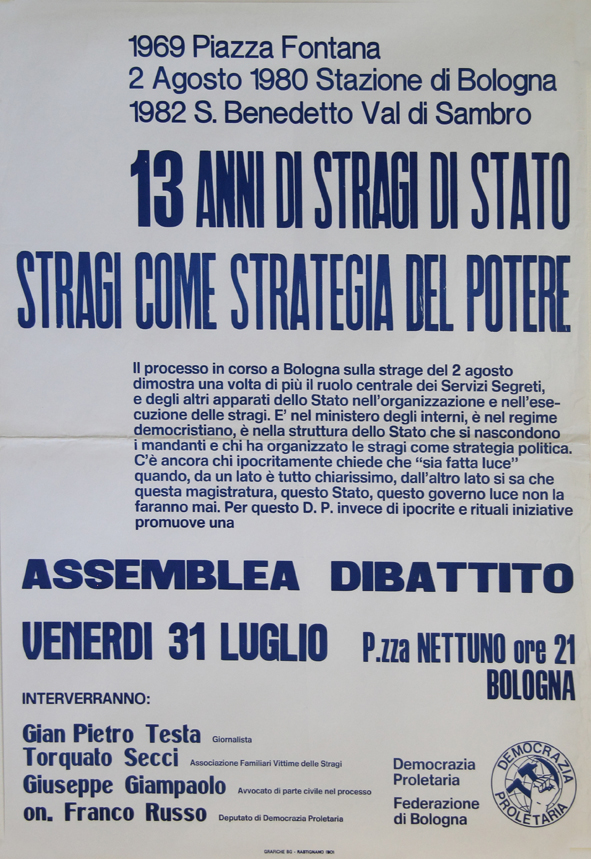 1969 Piazza Fontana
2 Agosto 1980 Stazione di Bologna
1982 S. Benedetto Val di Sambro
13 ANNI DI STRAGI DI STATO
STRAGI COME STRATEGIA DEL POTERE
Il processo in corso a Bologna sulla strage del 2 agosto
dimostra una volta di più il ruolo centrale dei Servizi Segreti,
e degli altri apparati dello Stato nell'organizzazione e nell'ese-
cuzione delle stragi. E' nel ministero degli interni, è nel regime
democristiano, è nella struttura dello Stato che si nascondono
i mandanti e chi ha organizzato le stragi come strategia politica.
C'è ancora chi ipocritamente chiede che "sia fatta luce"
quando, da un lato è tutto chiarissimo, dall'altro lato si sa che
questa magistratura, questo Stato, questo governo luce non la
faranno mai. Per questo D. P. invece di ipocrite e rituali iniziative
promuove una
ASSEMBLEA DIBATTITO
VENERDI 31 LUGLIO
P.zza NETTUNO ore 21
BOLOGNA
INTERVERRANNO:
Gian Pietro Testa Giornalista
Torquato Secci Associazione Familiari Vittime delle Stragi
Giuseppe Giampaolo Avvocato di parte civile nel processo
on. Franco Russo Deputato di Democrazia Proletaria
Democrazia
Proletaria
Federazione
di Bologna
DEMOCRAZIA
PROLETARIA
GRAFICHE BG - RASTIGNANO